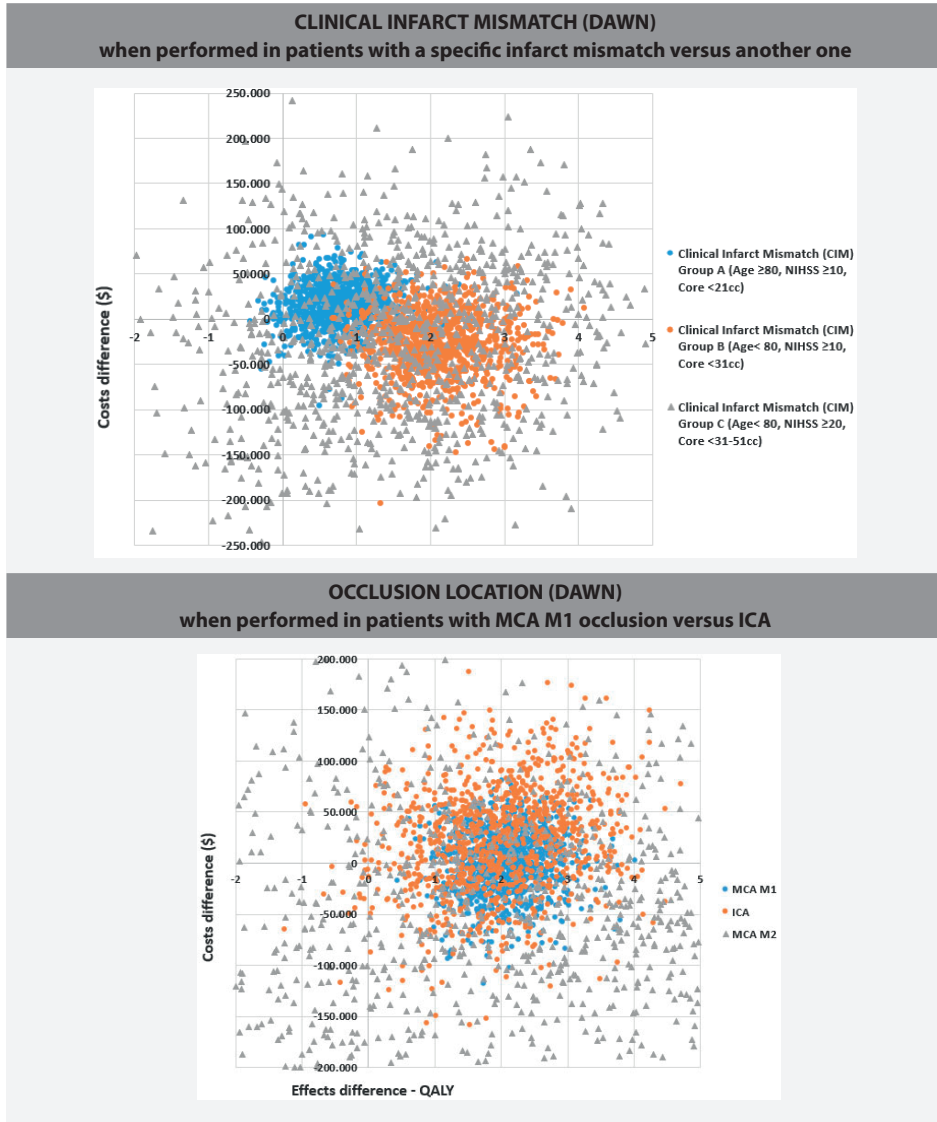 CLINICAL INFARCT MISMATCH (DAWN)
when performed in patients with a specific infarct mismatch versus another one
250.000
200.000
150.000
100.000
50.000
0
-2 -1 1 2 3 4 5
-50.000
-100.000
-150.000
-200.000
-250.000
Costs difference ($)
Clinical Infarct Mismatch (CIM)
Group A (Age ≥80, NIHSS ≥10,
Core <21cc)
Clinical Infarct Mismatch (CIM)
Group B (Age< 80, NIHSS ≥10,
Core <31cc)
Clinical Infarct Mismatch (CIM)
Group C (Age< 80, NIHSS ≥20,
Core <31-51cc)
OCCLUSION LOCATION (DAWN)
when performed in patients with MCA M1 occlusion versus ICA
200.000
150.000
100.000
50.000
0
-2 -1 0 1 2 3 4 5
-50.000
-100.000
-150.000
-200.000
Costs difference ($)
MCA M1
ICA
MCA M2
Effects difference - QALY